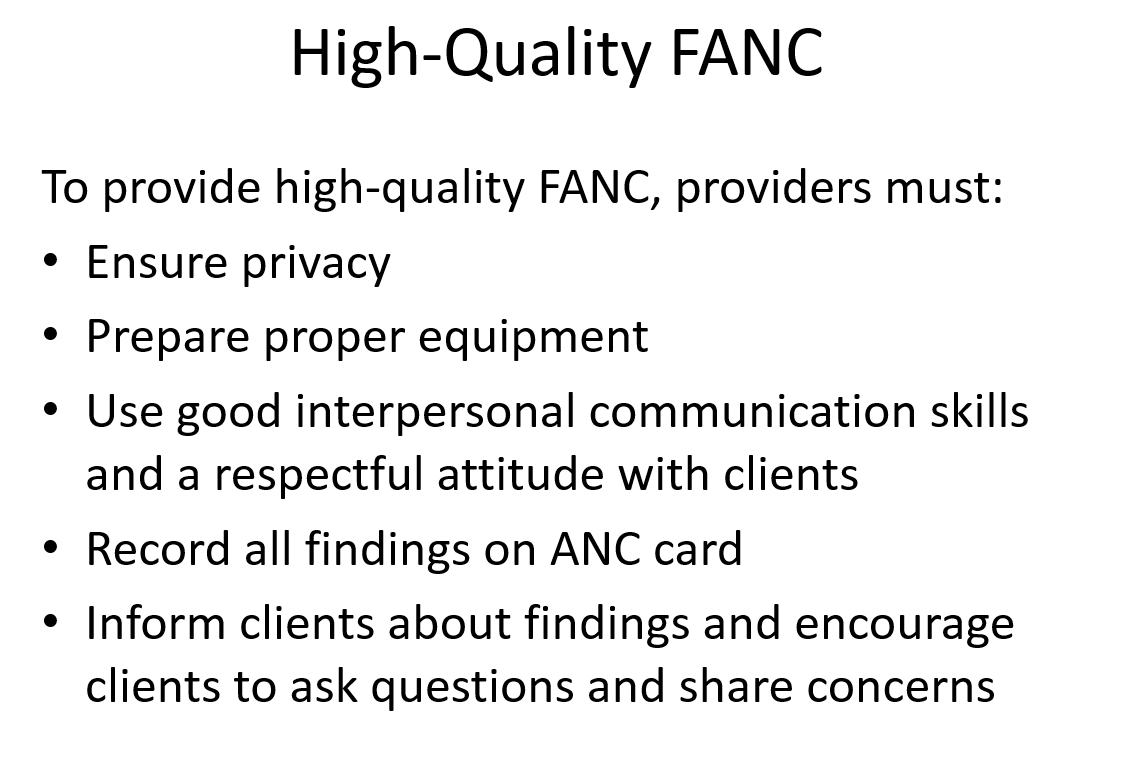 High-Quality FANC
To provide high-quality FANC, providers must:
• Ensure privacy
• Prepare proper equipment
• Use good interpersonal communication skills
and a respectful attitude with clients
• Record all findings on ANC card
• Inform clients about findings and encourage
clients to ask questions and share concerns